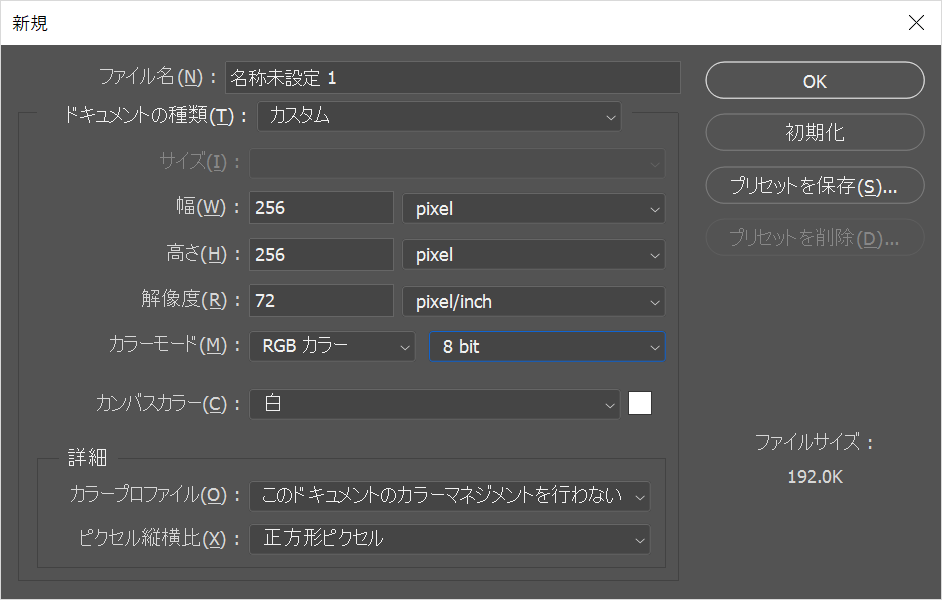 新規
ファイル名(N)： 名称未設定 1
OK
ドキュメントの種類(T)： カスタム
初期化
サイズ(I)：
プリセットを保存(S)...
幅(W)： 256 pixel
プリセットを削除(D)...
高さ(H)： 256 pixel
解像度(R)： 72 pixel/inch
カラーモード(M)： RGB カラー 8 bit
カンバスカラー(C)： 白
ファイルサイズ：
192.0K
詳細
カラープロファイル(O)： このドキュメントのカラーマネジメントを行わない
ピクセル縦横比(X)： 正方形ピクセル